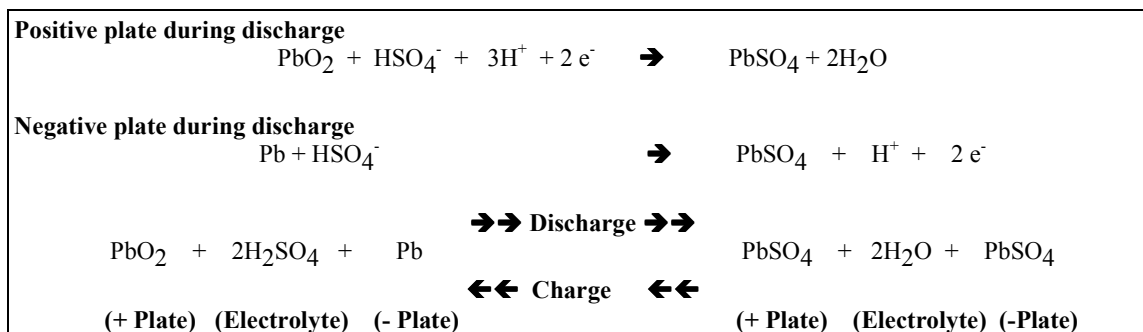 Positive plate during discharge
PbO₂ + HSO₄⁻ + 3H⁺ + 2 e⁻ ➔ PbSO₄ + 2H₂O
Negative plate during discharge
Pb + HSO₄⁻ ➔ PbSO₄ + H⁺ + 2 e⁻
➔➔ Discharge ➔➔
PbO₂ + 2H₂SO₄ + Pb PbSO₄ + 2H₂O + PbSO₄
🡸🡸 Charge 🡸🡸
(+ Plate) (Electrolyte) (- Plate) (+ Plate) (Electrolyte) (-Plate)